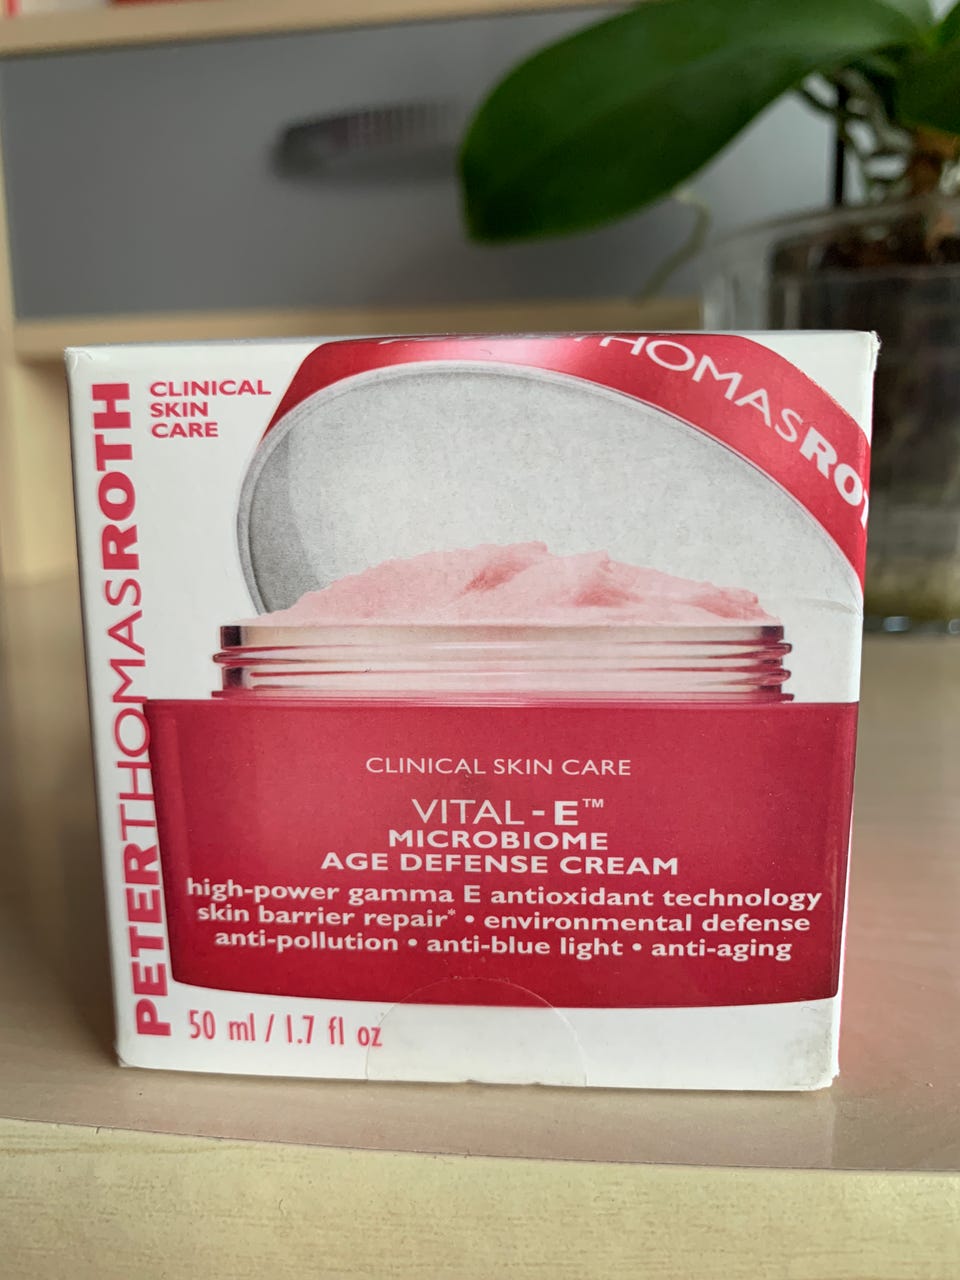 PETERTHOMASROTH
CLINICAL
SKIN
CARE
THOMASROT
CLINICAL SKIN CARE
VITAL-E™
MICROBIOME
AGE DEFENSE CREAM
high-power gamma E antioxidant technology
skin barrier repair* • environmental defense
anti-pollution • anti-blue light • anti-aging
50 ml / 1.7 fl oz